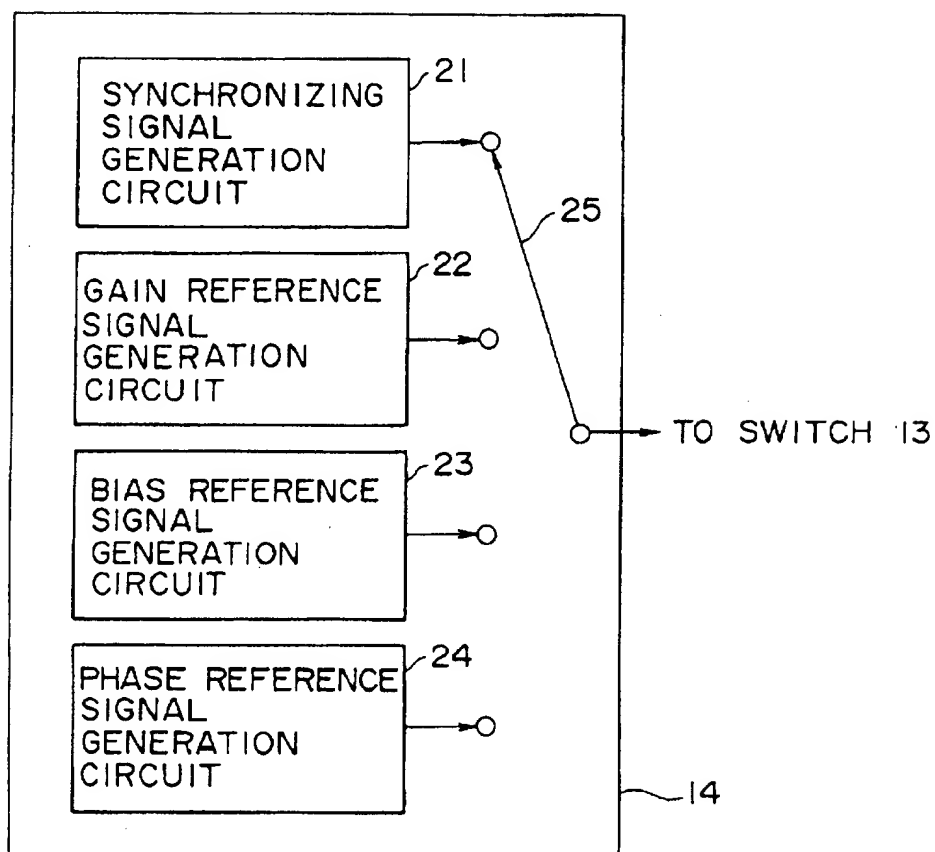 21
SYNCHRONIZING
SIGNAL
GENERATION
CIRCUIT
25
22
GAIN REFERENCE
SIGNAL
GENERATION
CIRCUIT
TO SWITCH 13
23
BIAS REFERENCE
SIGNAL
GENERATION
CIRCUIT
24
PHASE REFERENCE
SIGNAL
GENERATION
CIRCUIT
14